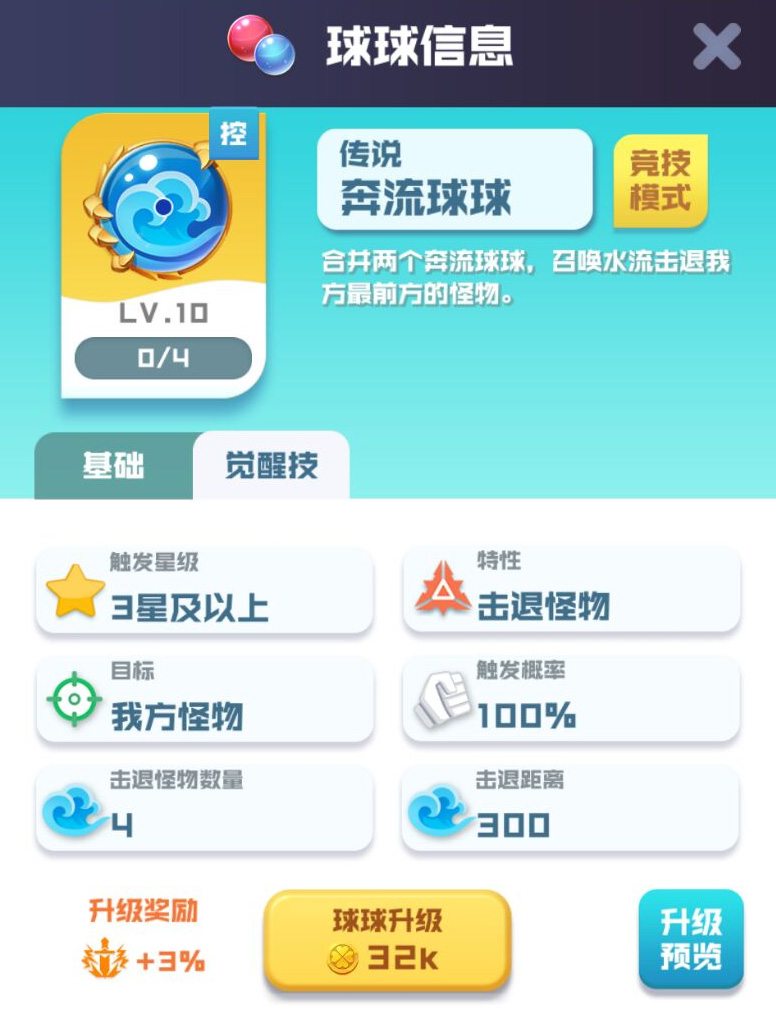 球球信息
控
传说
奔流球球
竞技
模式
合并两个奔流球球，召唤水流击退我
方最前方的怪物。
LV.10
0/4
基础
觉醒技
触发星级
3星及以上
特性
击退怪物
目标
我方怪物
触发概率
100%
击退怪物数量
4
击退距离
300
升级奖励
+3%
球球升级
32k
升级
预览